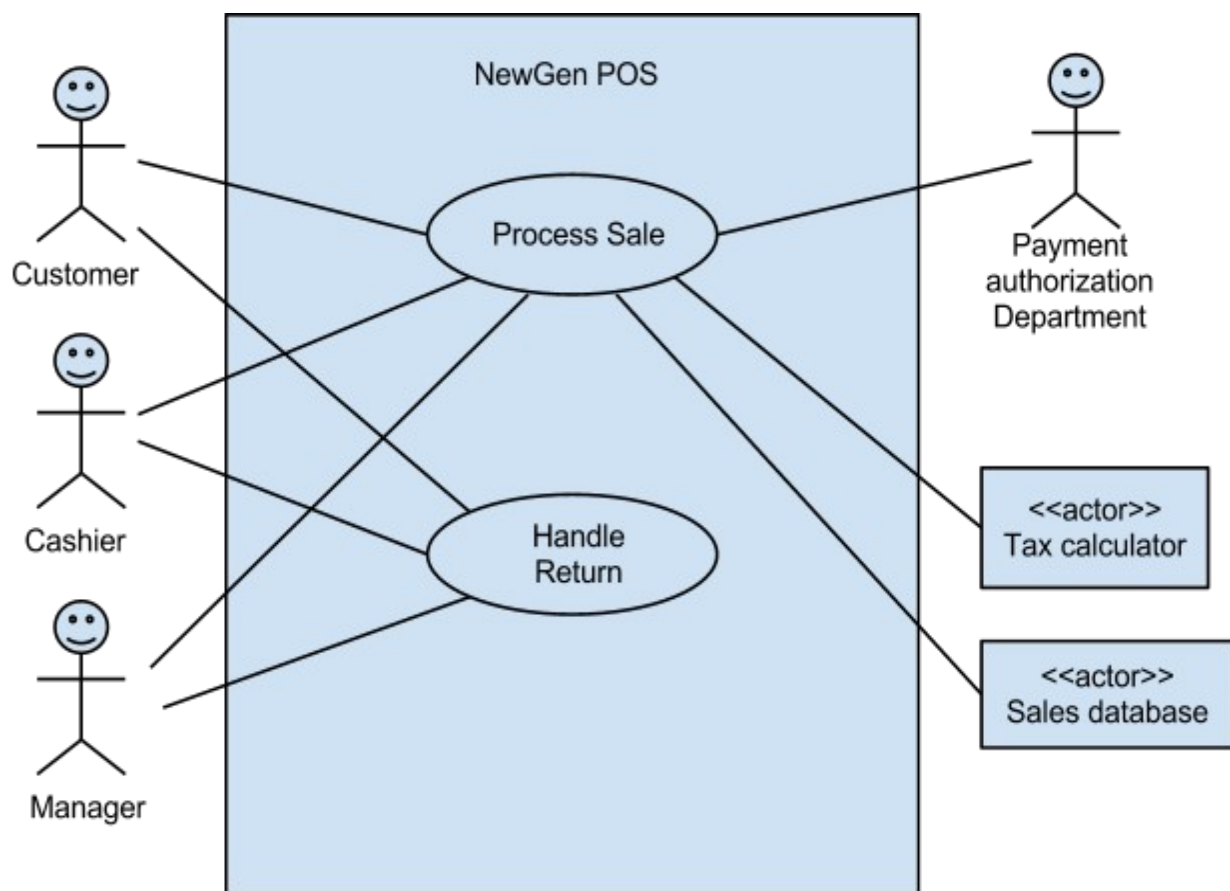 NewGen POS
Process Sale
Customer
Payment
authorization
Department
Cashier
Handle
Return
<<actor>>
Tax calculator
<<actor>>
Sales database
Manager